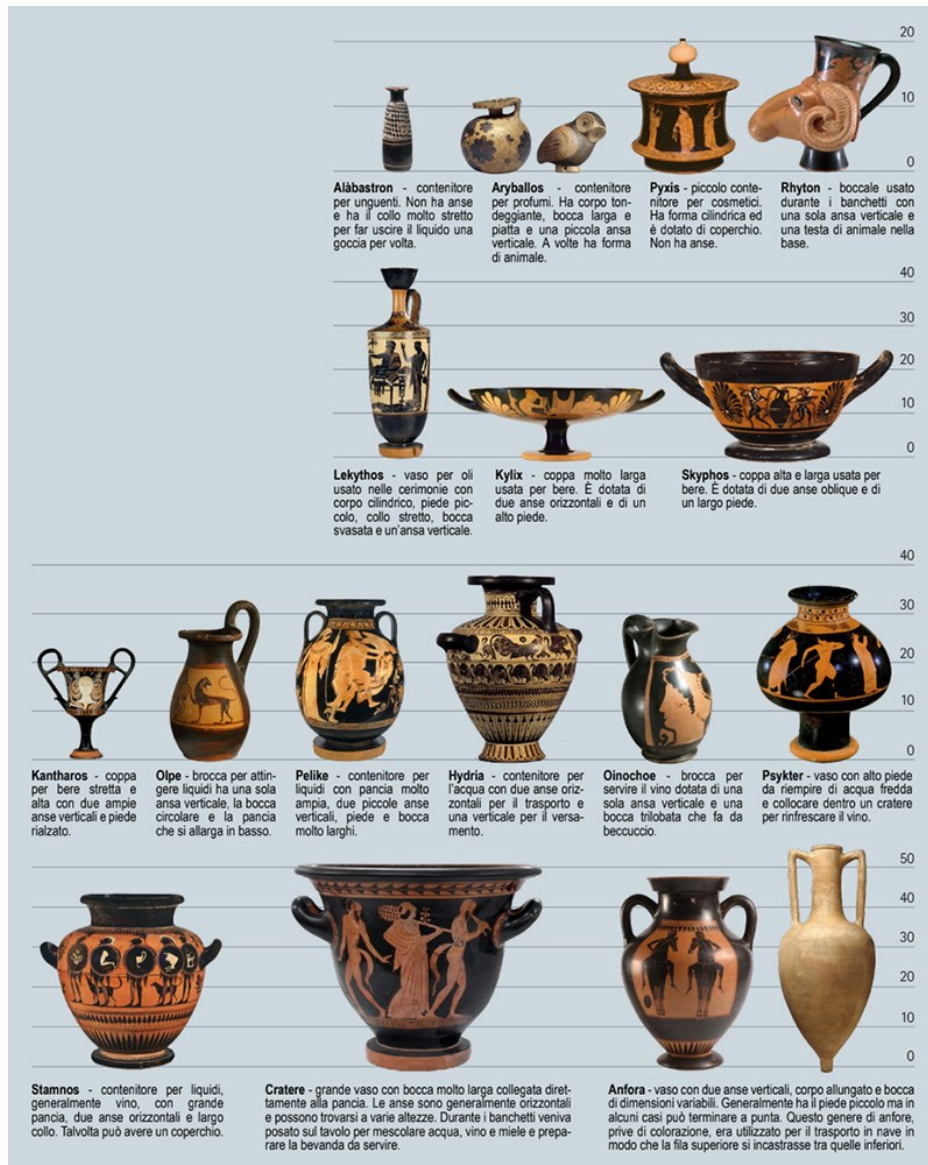 20
10
0
Alàbastron - contenitore
per unguenti. Non ha anse
e ha il collo molto stretto
per far uscire il liquido una
goccia per volta.
Aryballos - contenitore
per profumi. Ha corpo ton-
deggiante, bocca larga e
piatta e una piccola ansa
verticale. A volte ha forma
di animale.
Pyxis - piccolo conte-
nitore per cosmetici.
Ha forma cilindrica ed
è dotato di coperchio.
Non ha anse.
Rhyton - boccale usato
durante i banchetti con
una sola ansa verticale e
una testa di animale nella
base.
40
30
20
10
0
Lekythos - vaso per oli
usato nelle cerimonie con
corpo cilindrico, piede pic-
colo, collo stretto, bocca
svasata e un'ansa verticale.
Kylix - coppa molto larga
usata per bere. È dotata di
due anse orizzontali e di un
alto piede.
Skyphos - coppa alta e larga usata per
bere. È dotata di due anse oblique e di
un largo piede.
40
30
20
10
0
Kantharos - coppa
per bere stretta e
alta con due ampie
anse verticali e piede
rialzato.
Olpe - brocca per attin-
gere liquidi ha una sola
ansa verticale, la bocca
circolare e la pancia
che si allarga in basso.
Pelike - contenitore per
liquidi con pancia molto
ampia, due piccole anse
verticali, piede e bocca
molto larghi.
Hydria - contenitore per
l'acqua con due anse oriz-
zontali per il trasporto e
una verticale per il versa-
mento.
Oinochoe - brocca per
servire il vino dotata di una
sola ansa verticale e una
bocca trilobata che fa da
beccuccio.
Psykter - vaso con alto piede
da riempire di acqua fredda
e collocare dentro un cratere
per rinfrescare il vino.
50
40
30
20
10
0
Stamnos - contenitore per liquidi,
generalmente vino, con grande
pancia, due anse orizzontali e largo
collo. Talvolta può avere un coperchio.
Cratere - grande vaso con bocca molto larga collegata diret-
tamente alla pancia. Le anse sono generalmente orizzontali
e possono trovarsi a varie altezze. Durante i banchetti veniva
posato sul tavolo per mescolare acqua, vino e miele e prepa-
rare la bevanda da servire.
Anfora - vaso con due anse verticali, corpo allungato e bocca
di dimensioni variabili. Generalmente ha il piede piccolo ma in
alcuni casi può terminare a punta. Questo genere di anfore,
prive di colorazione, era utilizzato per il trasporto in nave in
modo che la fila superiore si incastrasse tra quelle inferiori.